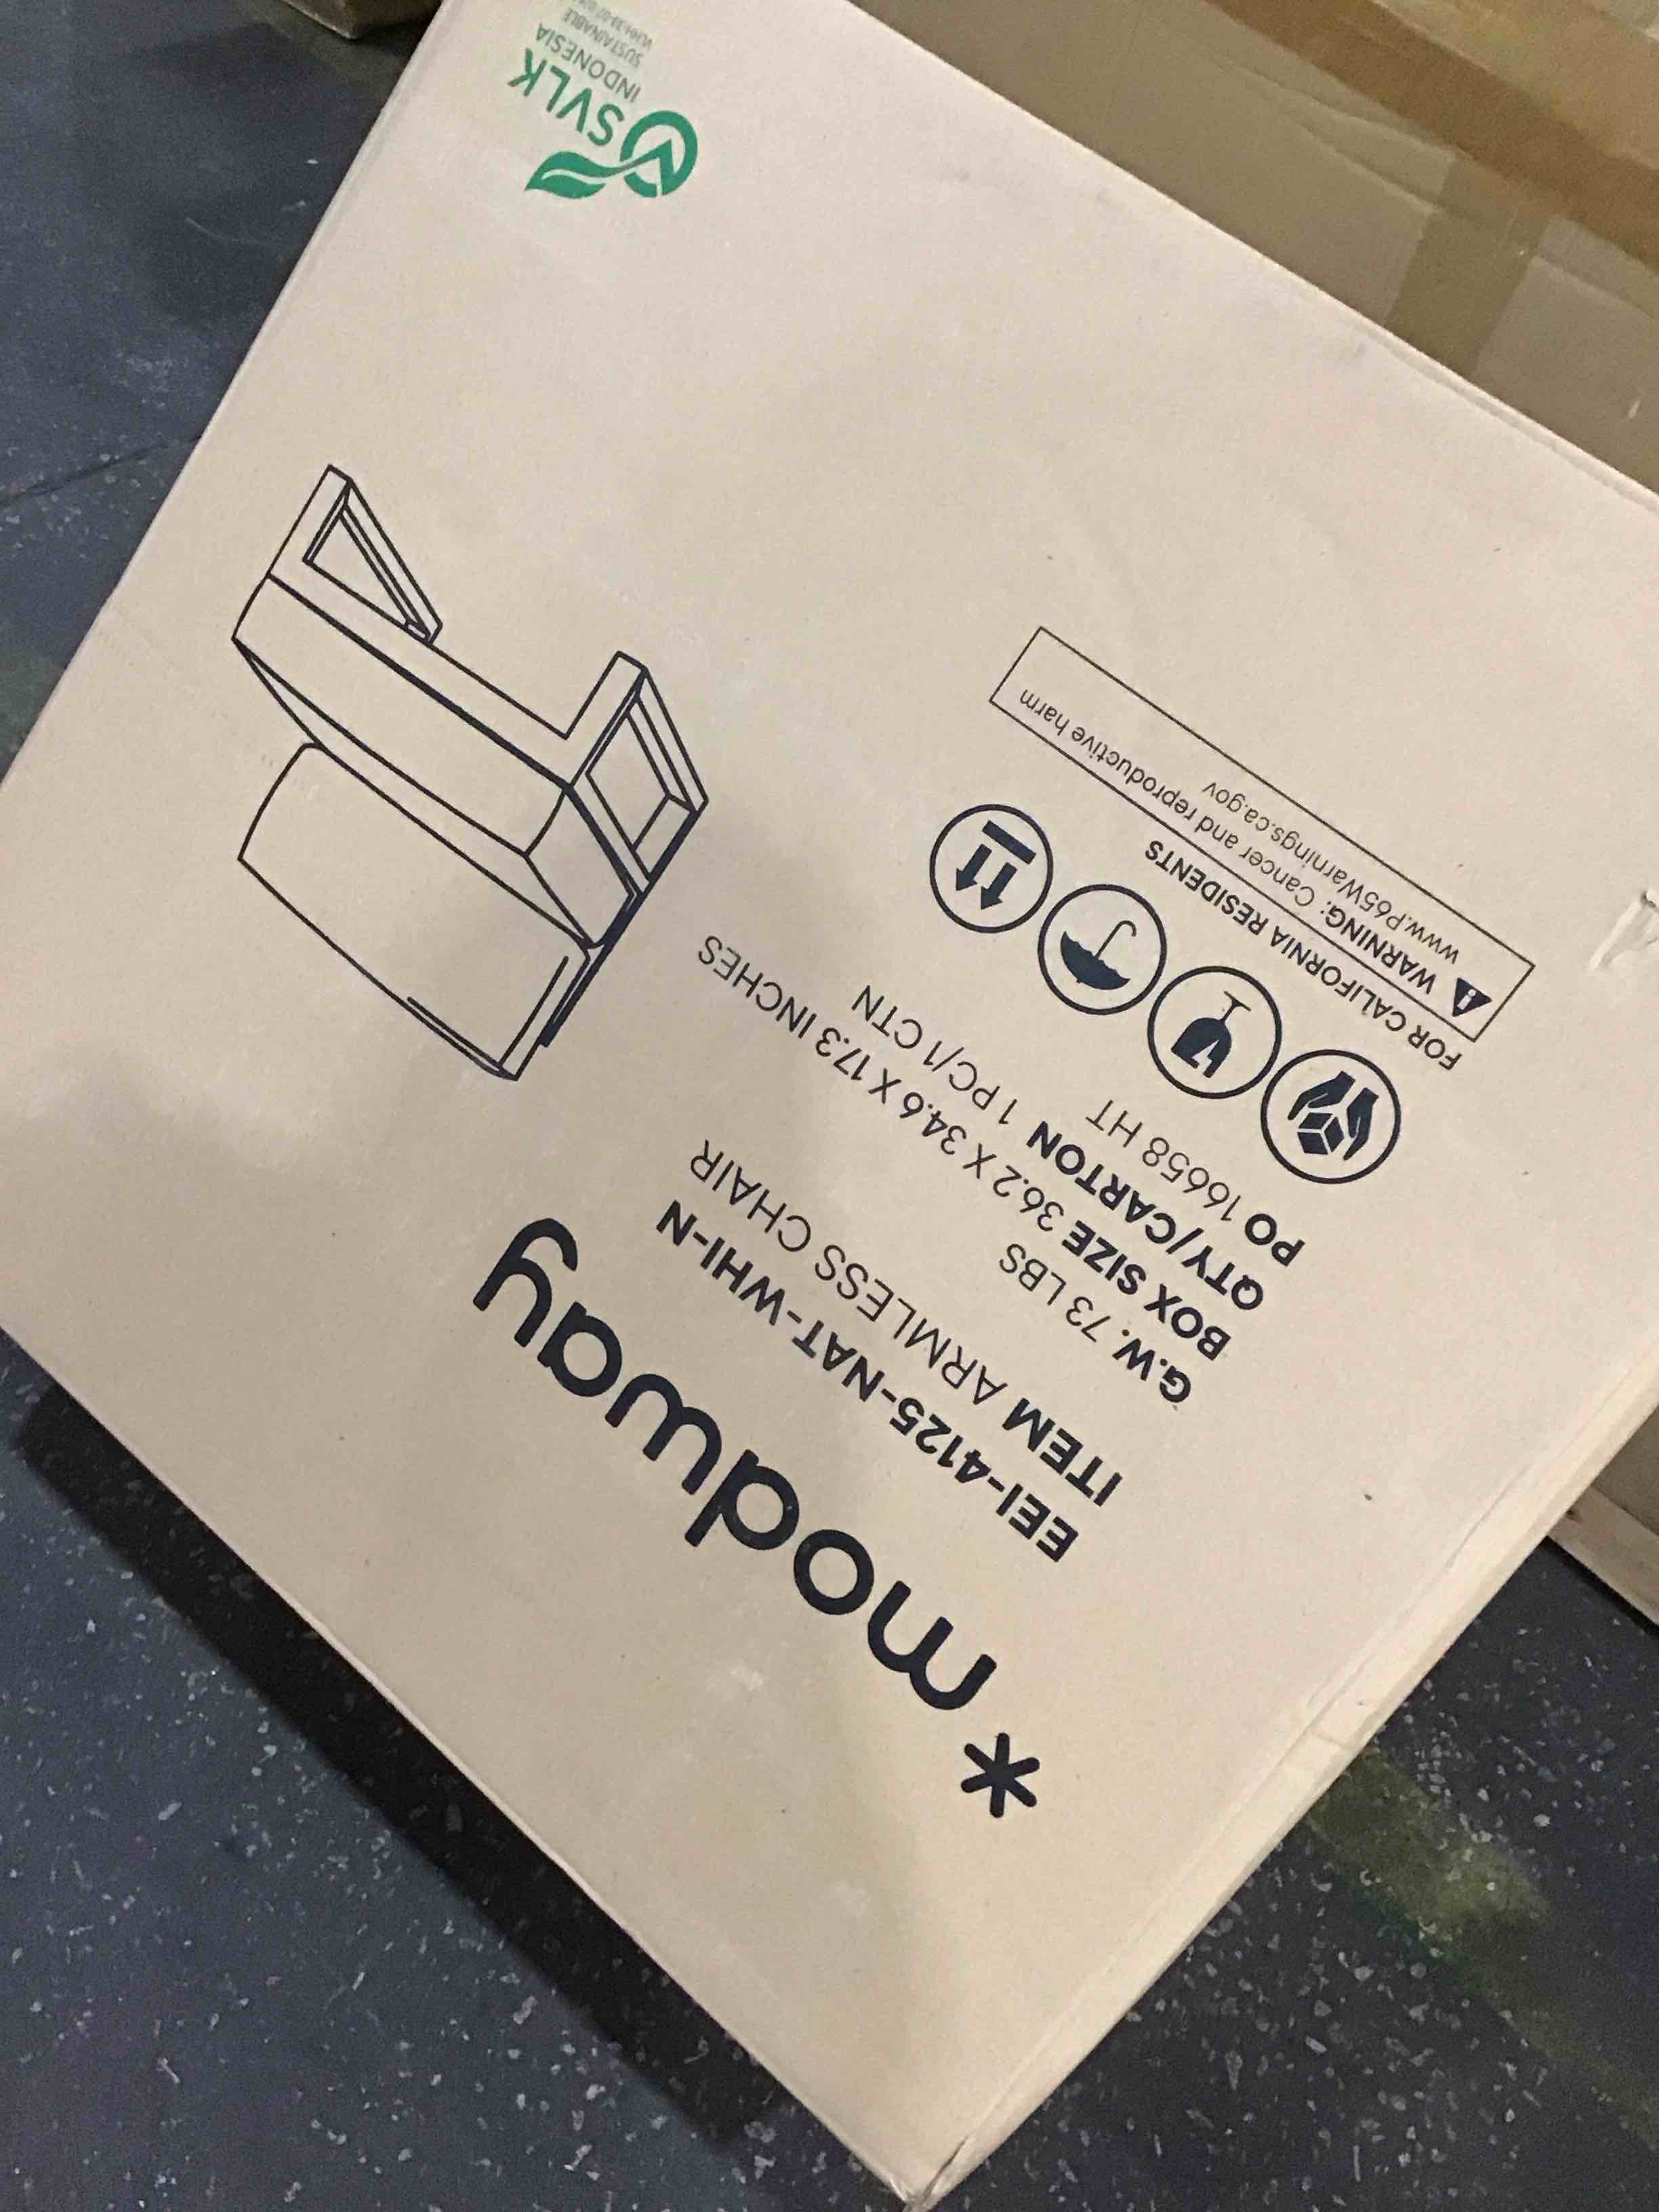 *modway
EEI-4125-NAT-WHI-N
ITEM ARMLESS CHAIR
G.W. 73 LBS
BOX SIZE 36.2 X 34.6 X 17.3 INCHES
QTY/CARTON 1 PC/1 CTN
PO 16658 HT
FOR CALIFORNIA RESIDENTS
WARNING: Cancer and reproductive harm
www.P65Warnings.ca.gov
SVLK
INDONESIA
SUSTAINABLE